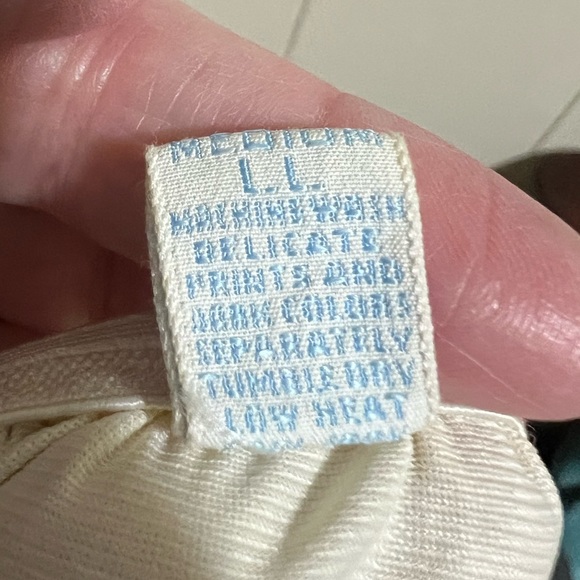 MEDIUM
L.L.
MACHINE WASH
DELICATE
PRINTS AND
DARK COLORS
SEPARATELY
TUMBLE DRY
LOW HEAT